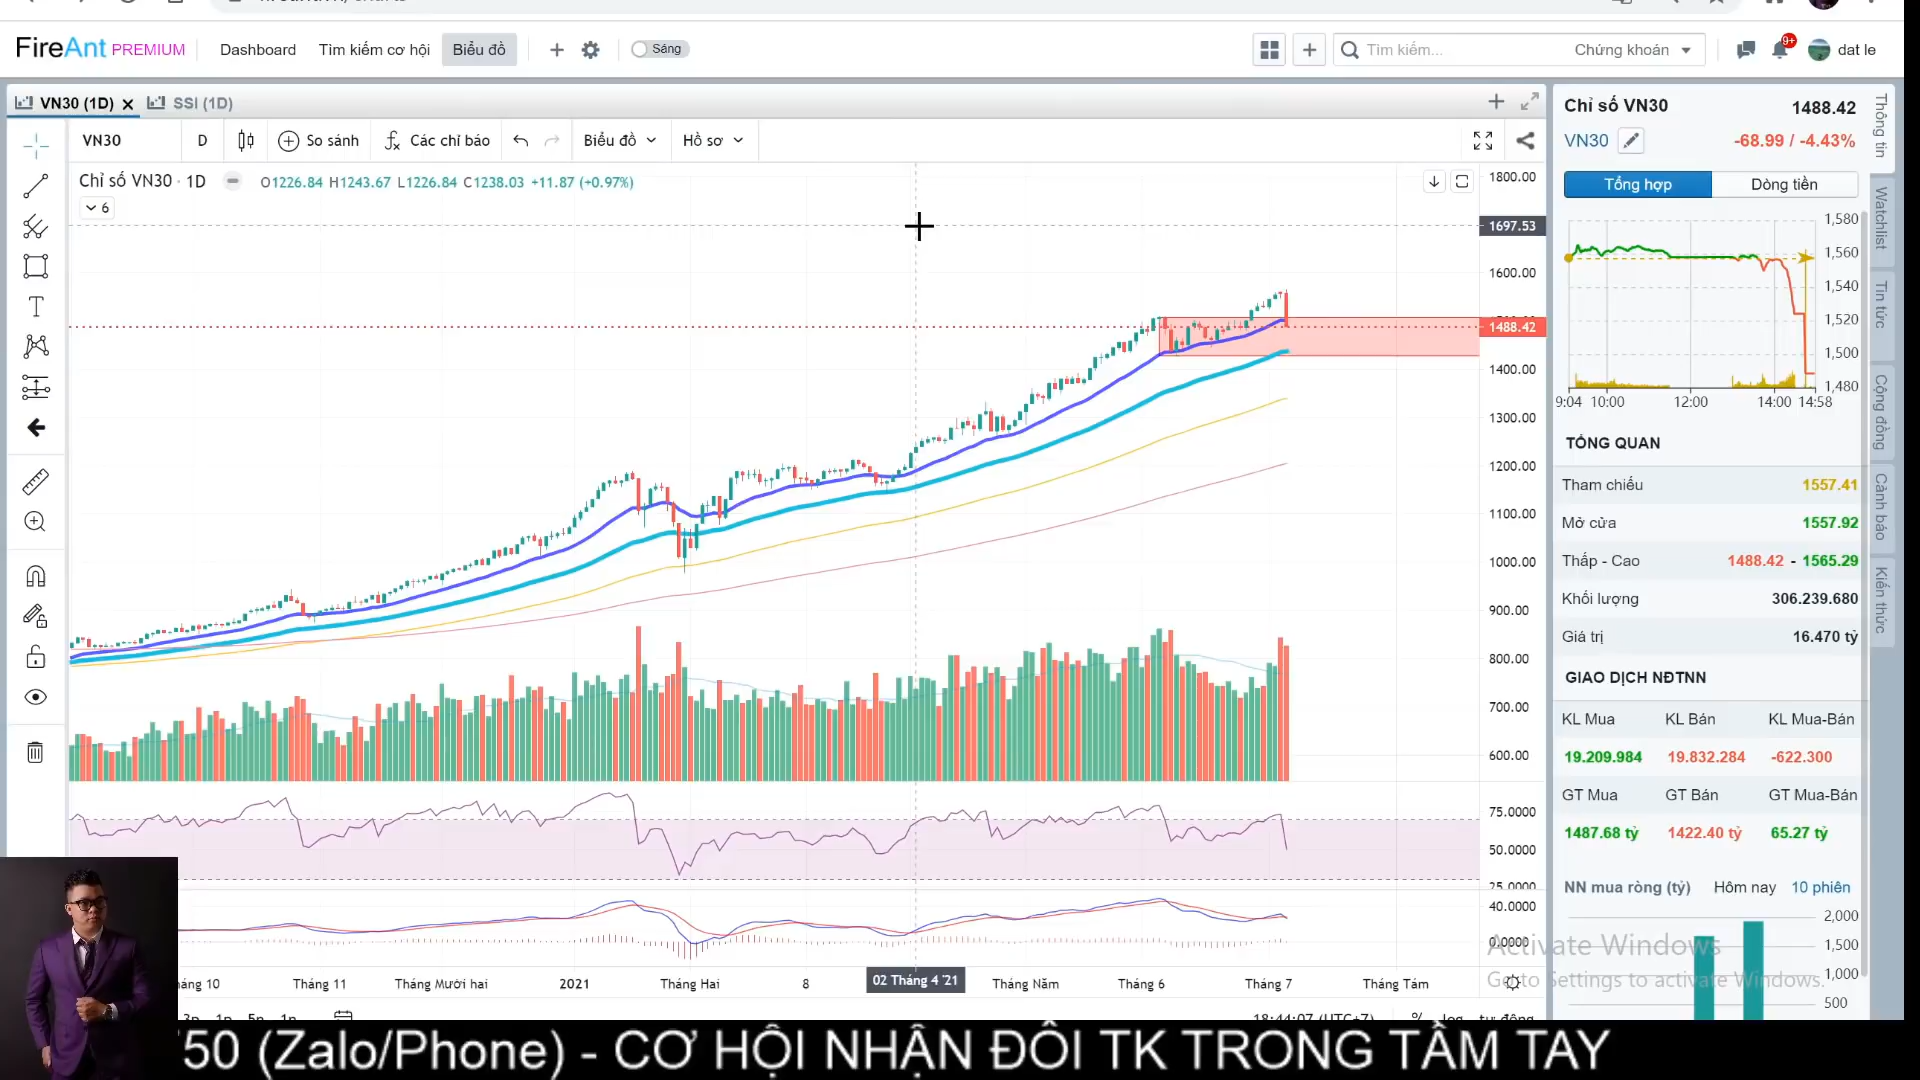 FireAnt PREMIUM Dashboard Tìm kiếm cơ hội Biểu đồ Sáng Tìm kiếm... Chứng khoán 9+ dat le
VN30 (1D) SSI (1D)
VN30 D So sánh Các chỉ báo Biểu đồ Hồ sơ
Chỉ số VN30 · 1D O1226.84 H1243.67 L1226.84 C1238.03 +11.87 (+0.97%)
6
1800.00
1697.53
1600.00
1488.42
1400.00
1300.00
1200.00
1100.00
1000.00
900.00
800.00
700.00
600.00
75.0000
50.0000
25.0000
40.0000
0.0000
Tháng 11 Tháng Mười hai 2021 Tháng Hai 8 02 Tháng 4 '21 Tháng Năm Tháng 6 Tháng 7 Tháng Tám
18:44:07 (UTC+7) % log tự động
Chỉ số VN30 1488.42
VN30 -68.99 / -4.43%
Tổng hợp Dòng tiền
1,580
1,560
1,540
1,520
1,500
1,480
9:04 10:00 12:00 14:00 14:58
TỔNG QUAN
Tham chiếu 1557.41
Mở cửa 1557.92
Thấp - Cao 1488.42 - 1565.29
Khối lượng 306.239.680
Giá trị 16.470 tỷ
GIAO DỊCH NĐTNN
KL Mua KL Bán KL Mua-Bán
19.209.984 19.832.284 -622.300
GT Mua GT Bán GT Mua-Bán
1487.68 tỷ 1422.40 tỷ 65.27 tỷ
NN mua ròng (tỷ) Hôm nay 10 phiên
2,000
1,500
1,000
500
Thông tin
Watchlist
Tin tức
Cộng đồng
Cảnh báo
Kiến thức
Activate Windows
Go to Settings to activate Windows.
50 (Zalo/Phone) - CƠ HỘI NHẬN ĐÔI TK TRONG TẦM TAY